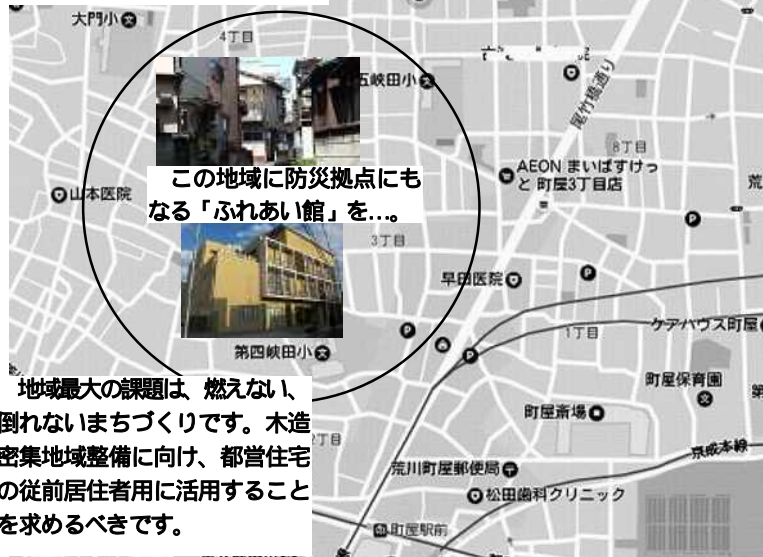 大門小
4丁目
五峡田小
尾竹橋通り
8丁目
AEON まいばすけっ
と 町屋3丁目店
荒
山本医院
この地域に防災拠点にも
なる「ふれあい館」を…。
3丁目
早田医院
1丁目
ケアハウス町屋
第四峡田小
町屋保育園
第
地域最大の課題は、燃えない、
倒れないまちづくりです。木造
密集地域整備に向け、都営住宅
の従前居住者用に活用すること
を求めるべきです。
町屋斎場
2丁目
京成本線
荒川町屋郵便局
松田歯科クリニック
町屋駅前